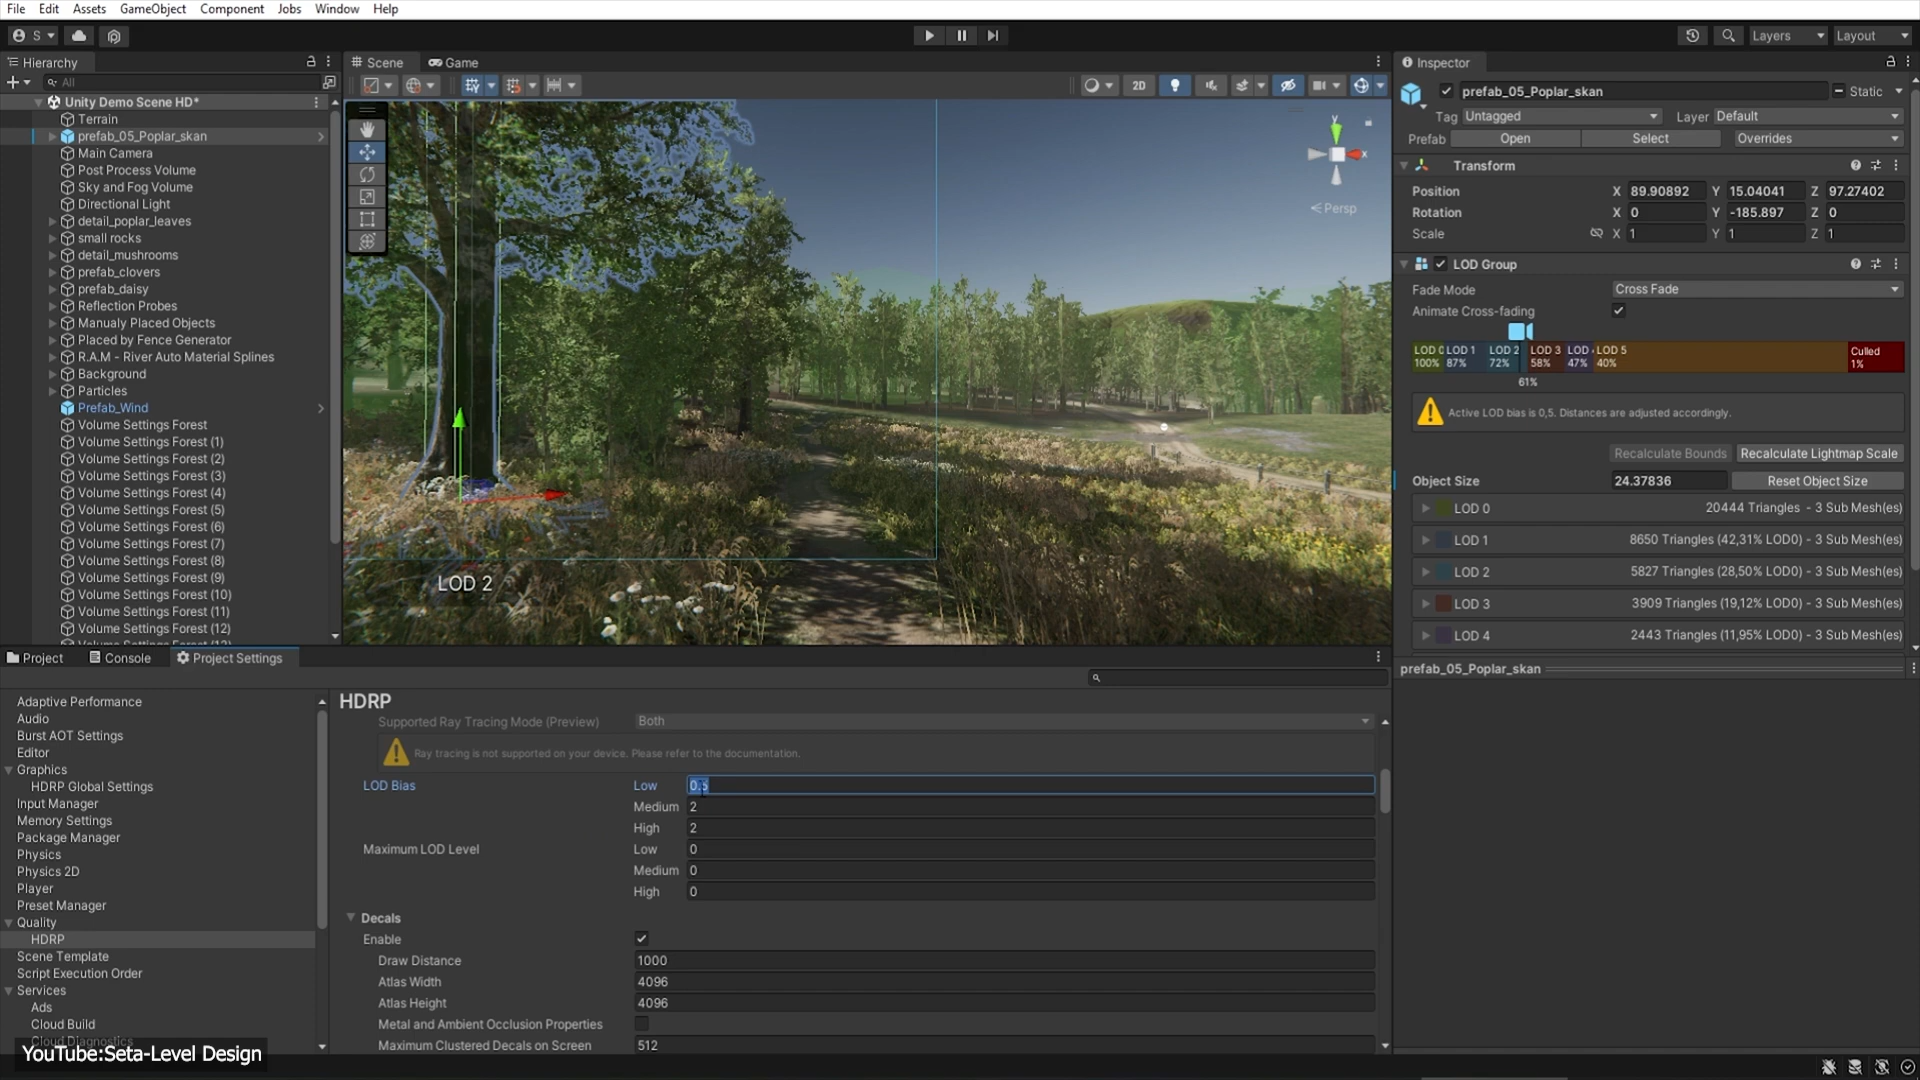 File Edit Assets GameObject Component Jobs Window Help
S Layers Layout
Hierarchy
All
Unity Demo Scene HD*
Terrain
prefab_05_Poplar_skan
Main Camera
Post Process Volume
Sky and Fog Volume
Directional Light
detail_poplar_leaves
small rocks
detail_mushrooms
prefab_clovers
prefab_daisy
Reflection Probes
Manualy Placed Objects
Placed by Fence Generator
R.A.M - River Auto Material Splines
Background
Particles
Prefab_Wind
Volume Settings Forest
Volume Settings Forest (1)
Volume Settings Forest (2)
Volume Settings Forest (3)
Volume Settings Forest (4)
Volume Settings Forest (5)
Volume Settings Forest (6)
Volume Settings Forest (7)
Volume Settings Forest (8)
Volume Settings Forest (9)
Volume Settings Forest (10)
Volume Settings Forest (11)
Volume Settings Forest (12)
Scene Game
2D
y
x
Persp
LOD 2
Inspector
prefab_05_Poplar_skan Static
Tag Untagged Layer Default
Prefab Open Select Overrides
Transform
Position X 89.90892 Y 15.04041 Z 97.27402
Rotation X 0 Y -185.897 Z 0
Scale X 1 Y 1 Z 1
LOD Group
Fade Mode Cross Fade
Animate Cross-fading
LOD 1 LOD 2 LOD 3 LOD LOD 5 Culled
100% 87% 72% 58% 47% 40% 1%
61%
Active LOD bias is 0,5. Distances are adjusted accordingly.
Recalculate Bounds Recalculate Lightmap Scale
Object Size 24.37836 Reset Object Size
LOD 0 20444 Triangles - 3 Sub Mesh(es)
LOD 1 8650 Triangles (42,31% LOD0) - 3 Sub Mesh(es)
LOD 2 5827 Triangles (28,50% LOD0) - 3 Sub Mesh(es)
LOD 3 3909 Triangles (19,12% LOD0) - 3 Sub Mesh(es)
LOD 4 2443 Triangles (11,95% LOD0) - 3 Sub Mesh(es)
prefab_05_Poplar_skan
Project Console Project Settings
Adaptive Performance
Audio
Burst AOT Settings
Editor
Graphics
HDRP Global Settings
Input Manager
Memory Settings
Package Manager
Physics
Physics 2D
Player
Preset Manager
Quality
HDRP
Scene Template
Script Execution Order
Services
Ads
Cloud Build
Cloud Diagnostics
YouTube:Seta-Level Design
HDRP
Supported Ray Tracing Mode (Preview) Both
Ray tracing is not supported on your device. Please refer to the documentation.
LOD Bias Low 0.5
Medium 2
High 2
Maximum LOD Level Low 0
Medium 0
High 0
Decals
Enable
Draw Distance 1000
Atlas Width 4096
Atlas Height 4096
Metal and Ambient Occlusion Properties
Maximum Clustered Decals on Screen 512